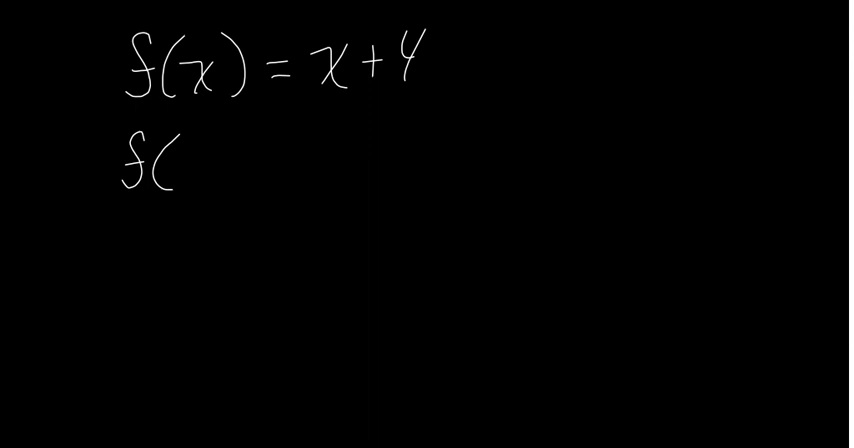 f(x) = x+4
f(